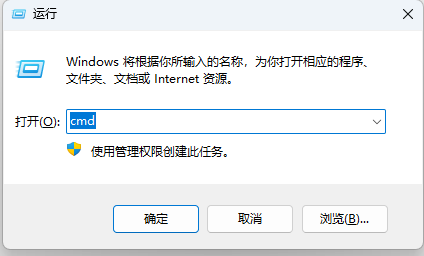 运行
Windows 将根据你所输入的名称，为你打开相应的程序、
文件夹、文档或 Internet 资源。
打开(O):
cmd
使用管理权限创建此任务。
确定
取消
浏览(B)...